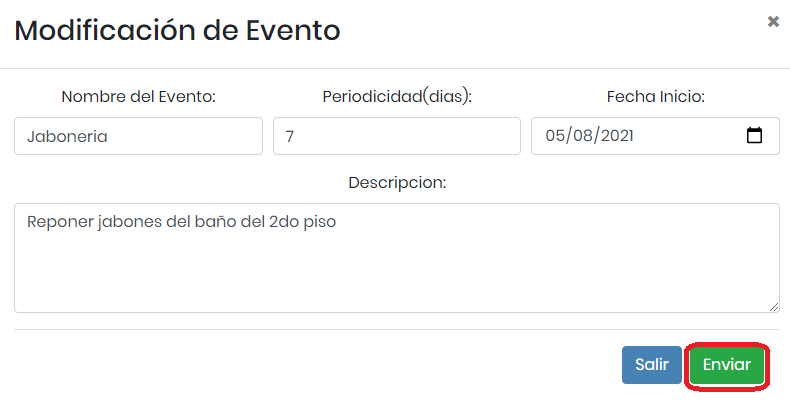 Modificación de Evento
×
Nombre del Evento: Periodicidad(dias): Fecha Inicio:
Jaboneria 7 05/08/2021
Descripcion:
Reponer jabones del baño del 2do piso
Salir Enviar